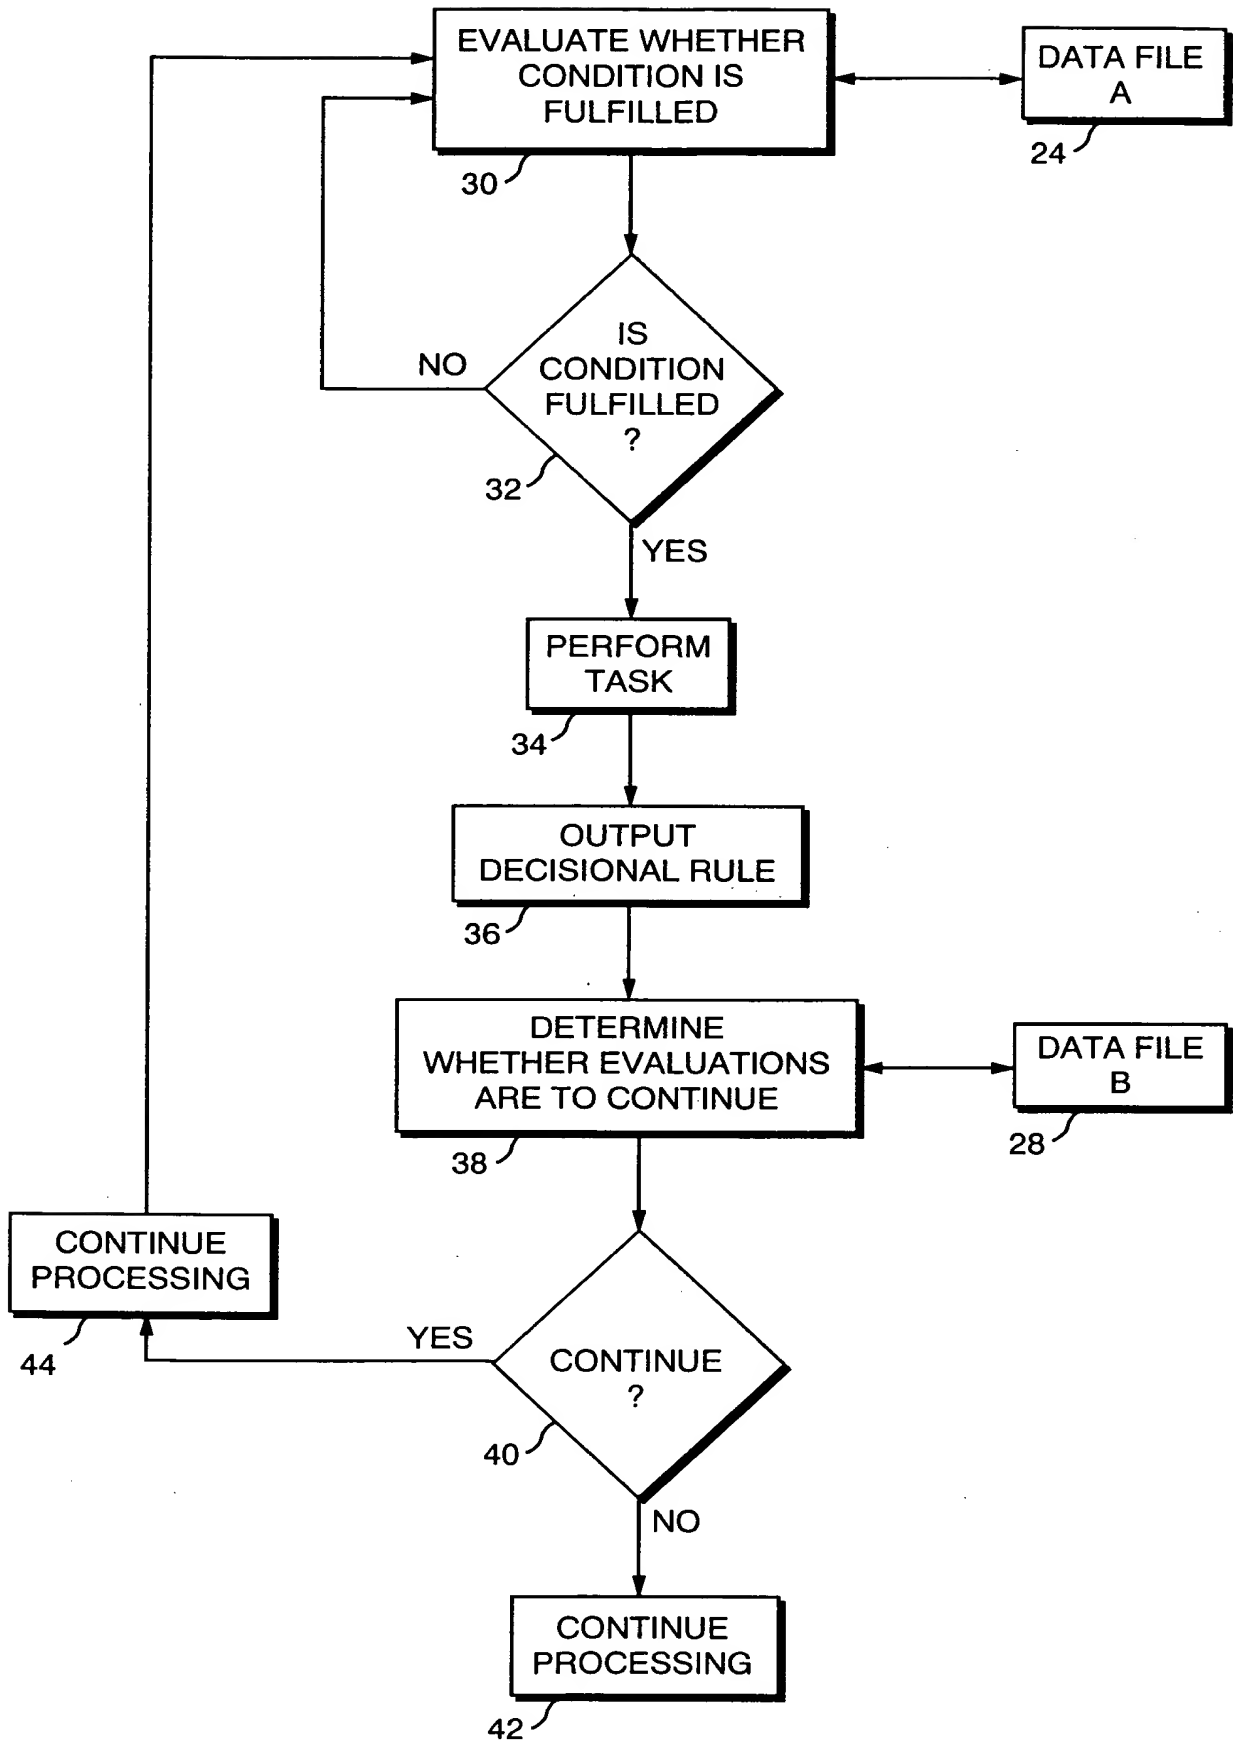 EVALUATE WHETHER
CONDITION IS
FULFILLED
30
DATA FILE
A
24
IS
CONDITION
FULFILLED
?
NO
32
YES
PERFORM
TASK
34
OUTPUT
DECISIONAL RULE
36
DETERMINE
WHETHER EVALUATIONS
ARE TO CONTINUE
38
DATA FILE
B
28
CONTINUE
PROCESSING
44
YES
CONTINUE
?
40
NO
CONTINUE
PROCESSING
42